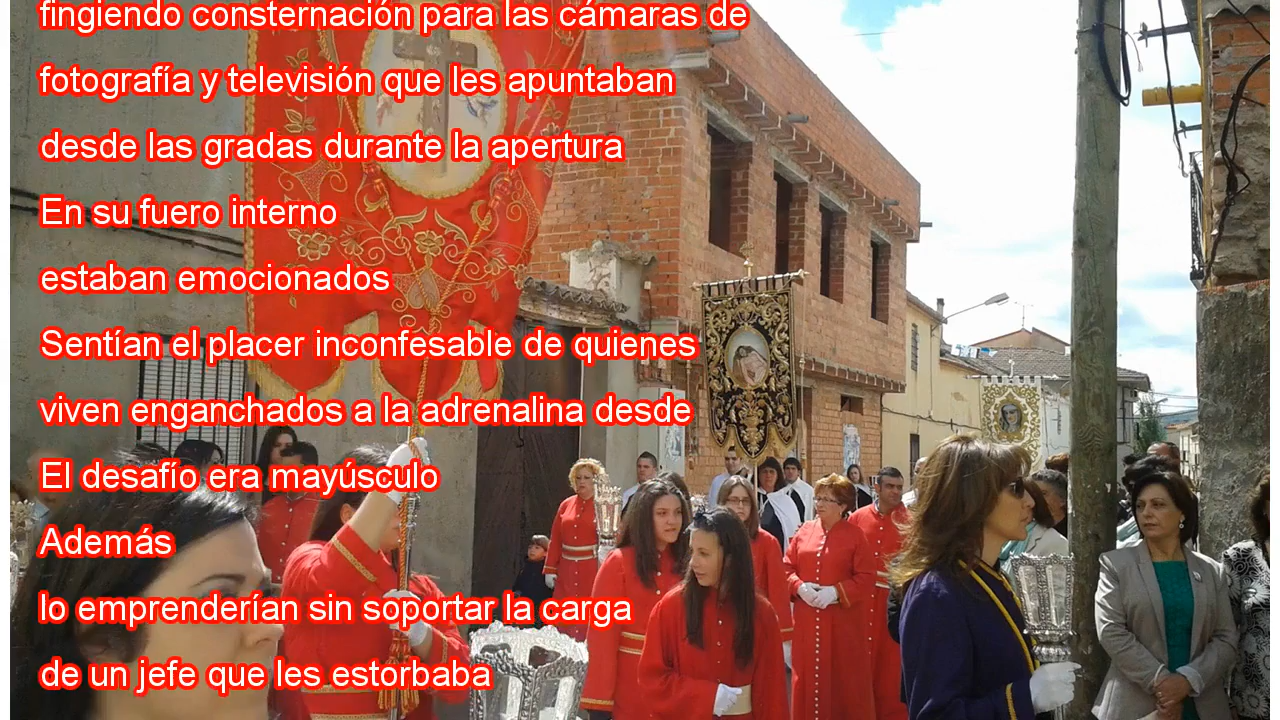 fingiendo consternación para las cámaras de
fotografía y televisión que les apuntaban
desde las gradas durante la apertura
En su fuero interno
estaban emocionados
Sentían el placer inconfesable de quienes
viven enganchados a la adrenalina desde
El desafío era mayúsculo
Además
lo emprenderían sin soportar la carga
de un jefe que les estorbaba